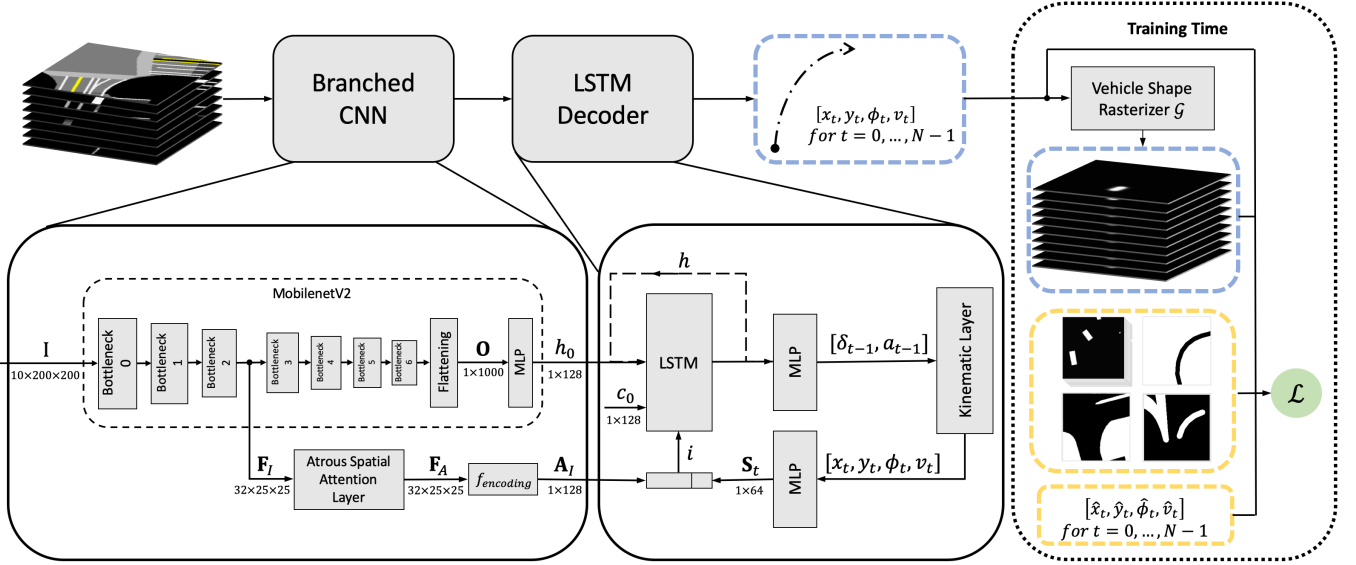 Training Time
Branched
CNN
LSTM
Decoder
[x_t, y_t, ϕ_t, v_t]
for t = 0, …, N − 1
Vehicle Shape
Rasterizer 𝒢
MobilenetV2
I
10×200×200
Bottleneck
0
Bottleneck
1
Bottleneck
2
Bottleneck
3
Bottleneck
4
Bottleneck
5
Bottleneck
6
Flattening
O
1×1000
MLP
h_0
1×128
F_I
32×25×25
Atrous Spatial
Attention
Layer
F_A
32×25×25
f_encoding
A_I
1×128
h
LSTM
c_0
1×128
i
MLP
[δ_{t−1}, a_{t−1}]
Kinematic Layer
S_t
1×64
MLP
[x_t, y_t, ϕ_t, v_t]
ℒ
[x̂_t, ŷ_t, ϕ̂_t, v̂_t]
for t = 0, …, N − 1